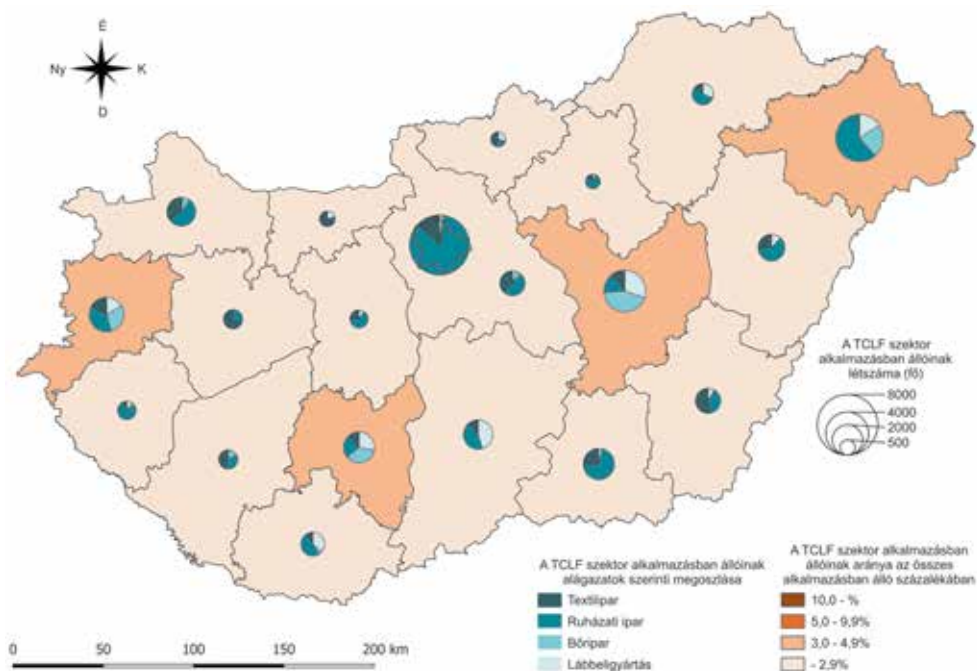 É
Ny
K
D
A TCLF szektor
alkalmazásban állóinak
létszáma (fő)
8000
4000
2000
500
A TCLF szektor alkalmazásban állóinak
alágazatok szerinti megosztása
Textilipar
Ruházati ipar
Bőripar
Lábbeligyártás
A TCLF szektor alkalmazásban
állóinak aránya az összes
alkalmazásban álló százalékában
10,0 - %
5,0 - 9,9%
3,0 - 4,9%
- 2,9%
0 50 100 150 200 km